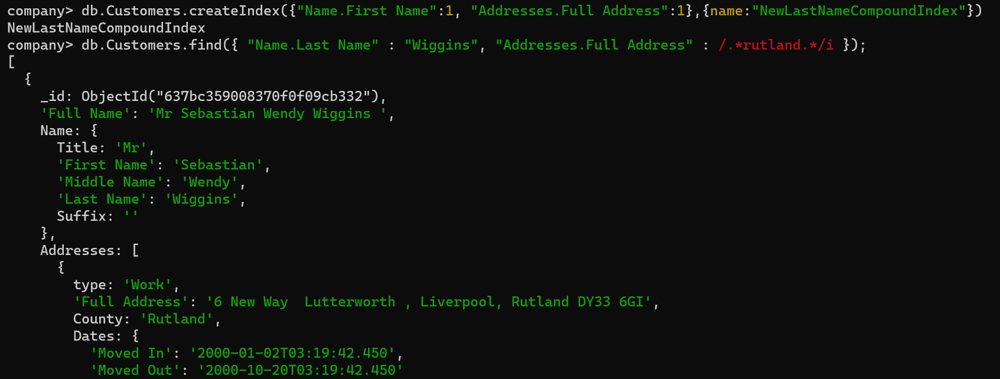 company> db.Customers.createIndex({"Name.First Name":1, "Addresses.Full Address":1},{name:"NewLastNameCompoundIndex"})
NewLastNameCompoundIndex
company> db.Customers.find({ "Name.Last Name" : "Wiggins", "Addresses.Full Address" : /.*rutland.*/i });
[
  {
    _id: ObjectId("637bc359008370f0f09cb332"),
    'Full Name': 'Mr Sebastian Wendy Wiggins ',
    Name: {
      Title: 'Mr',
      'First Name': 'Sebastian',
      'Middle Name': 'Wendy',
      'Last Name': 'Wiggins',
      Suffix: ''
    },
    Addresses: [
      {
        type: 'Work',
        'Full Address': '6 New Way  Lutterworth , Liverpool, Rutland DY33 6GI',
        County: 'Rutland',
        Dates: {
          'Moved In': '2000-01-02T03:19:42.450',
          'Moved Out': '2000-10-20T03:19:42.450'